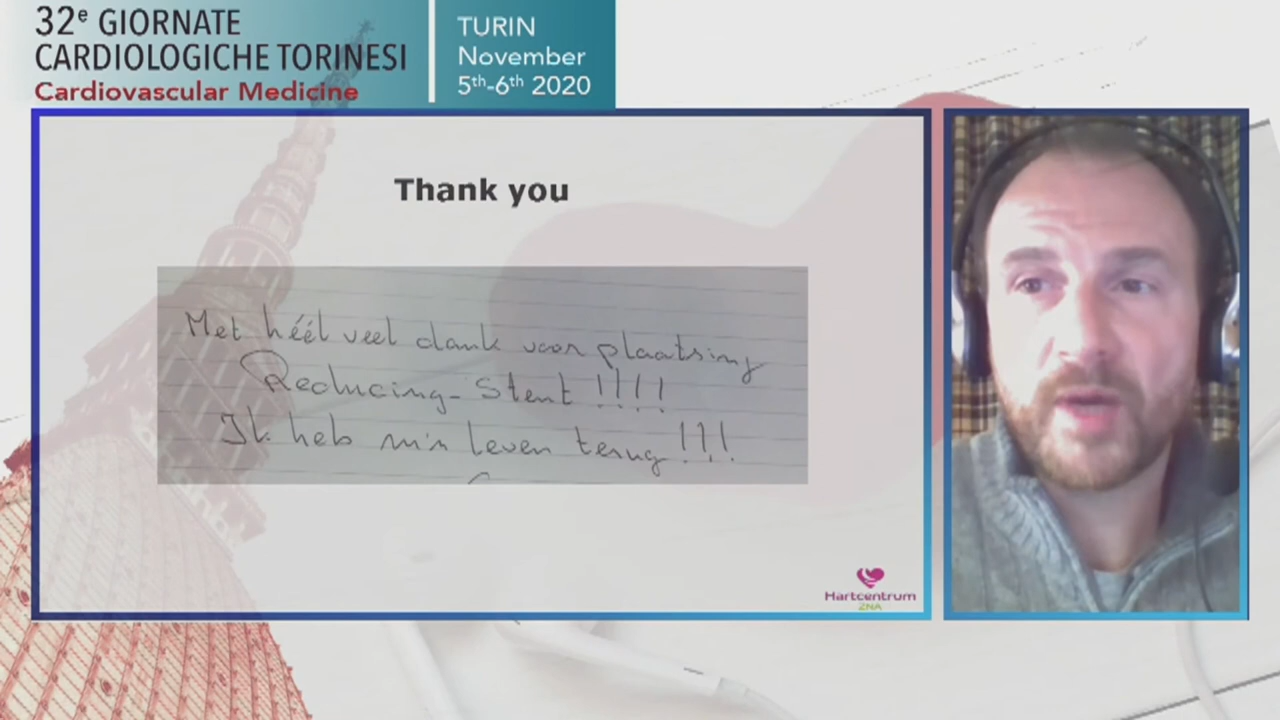 32e GIORNATE
CARDIOLOGICHE TORINESI
Cardiovascular Medicine
TURIN
November
5th-6th 2020
Thank you
Met héél veel dank voor plaatsing
Reducing-Stent !!!!
Ik heb m'n leven terug !!!
Hartcentrum
ZNA